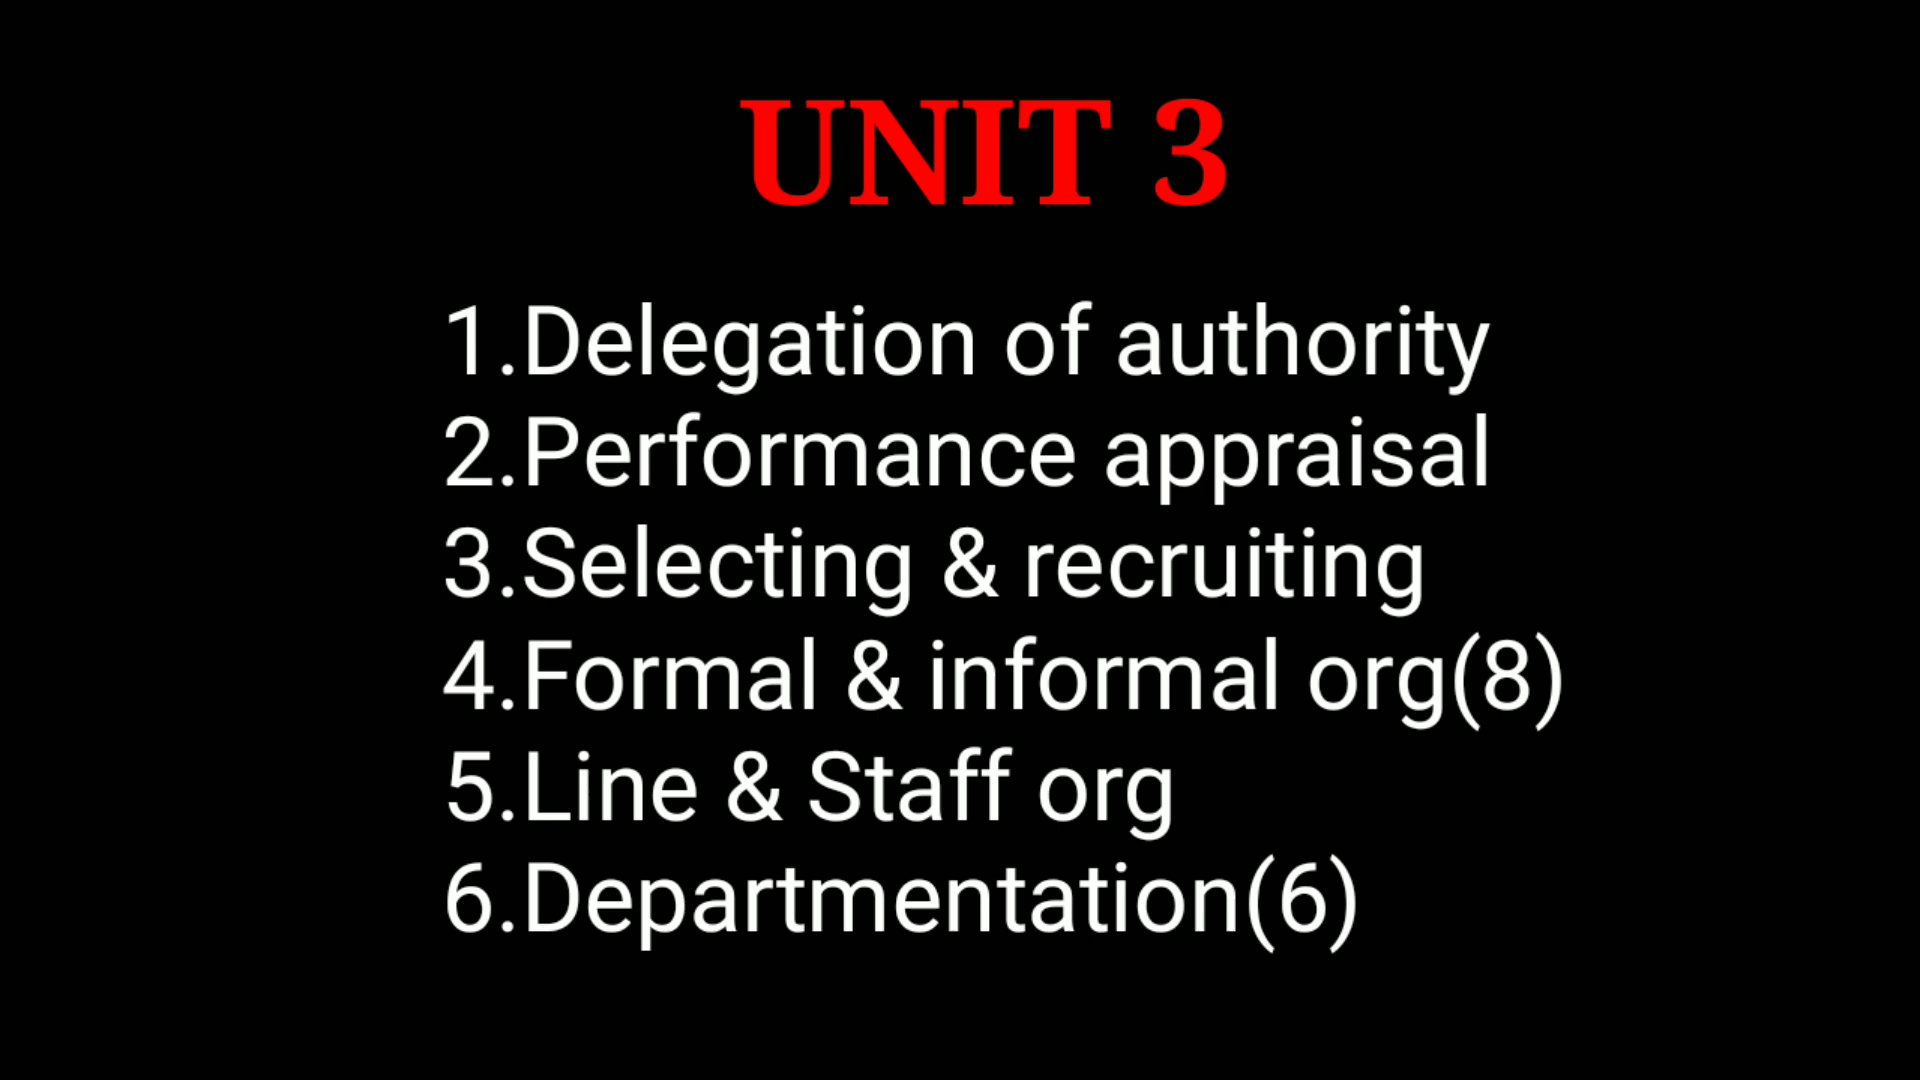 UNIT 3
1.Delegation of authority
2.Performance appraisal
3.Selecting & recruiting
4.Formal & informal org(8)
5.Line & Staff org
6.Departmentation(6)